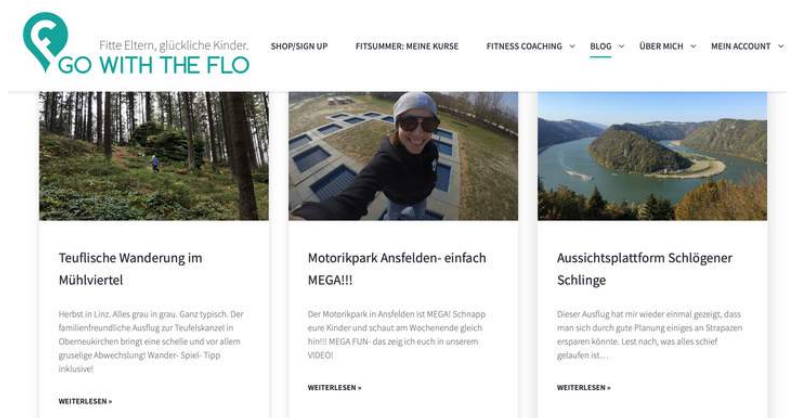 Fitte Eltern, glückliche Kinder.
GO WITH THE FLO
SHOP/SIGN UP
FITSUMMER: MEINE KURSE
FITNESS COACHING
BLOG
ÜBER MICH
MEIN ACCOUNT
Teuflische Wanderung im
Mühlviertel
Herbst in Linz. Alles grau in grau. Ganz typisch. Der
familienfreundliche Ausflug zur Teufelskanzel in
Oberneukirchen bringt eine schelle und vor allem
gruselige Abwechslung! Wander- Spiel- Tipp
inklusive!
WEITERLESEN »
Motorikpark Ansfelden- einfach
MEGA!!!
Der Motorikpark in Ansfelden ist MEGA! Schnapp
eure Kinder und schaut am Wochenende gleich
hin!!! MEGA FUN- das zeig ich euch in unserem
VIDEO!
WEITERLESEN »
Aussichtsplattform Schlögener
Schlinge
Dieser Ausflug hat mir wieder einmal gezeigt, dass
man sich durch gute Planung einiges an Strapazen
ersparen könnte. Lest nach, was alles schief
gelaufen ist…
WEITERLESEN »